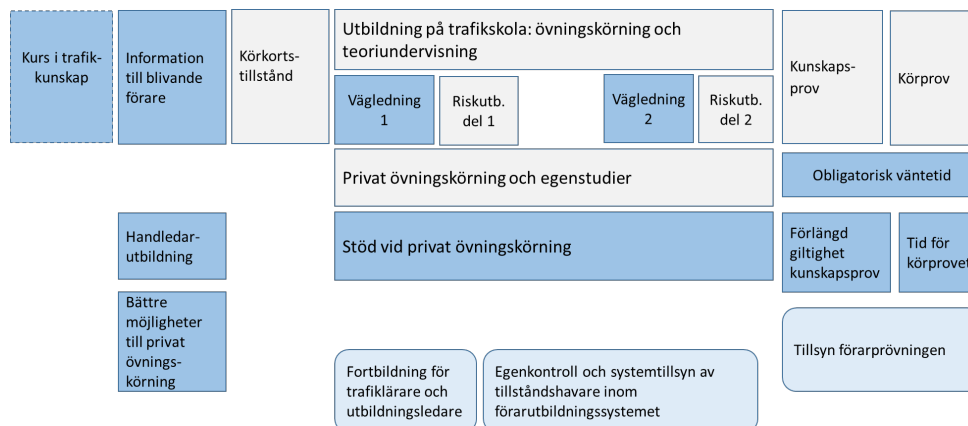 Kurs i trafik-
kunskap
Information
till blivande
förare
Körkorts-
tillstånd
Utbildning på trafikskola: övningskörning och
teoriundervisning
Vägledning
1
Riskutb.
del 1
Vägledning
2
Riskutb.
del 2
Kunskaps-
prov
Körprov
Privat övningskörning och egenstudier
Obligatorisk väntetid
Handledar-
utbildning
Stöd vid privat övningskörning
Förlängd
giltighet
kunskapsprov
Tid för
körprovet
Bättre
möjligheter
till privat
övnings-
körning
Fortbildning för
trafiklärare och
utbildningsledare
Egenkontroll och systemtillsyn av
tillståndshavare inom
förarutbildningssystemet
Tillsyn förarprövningen